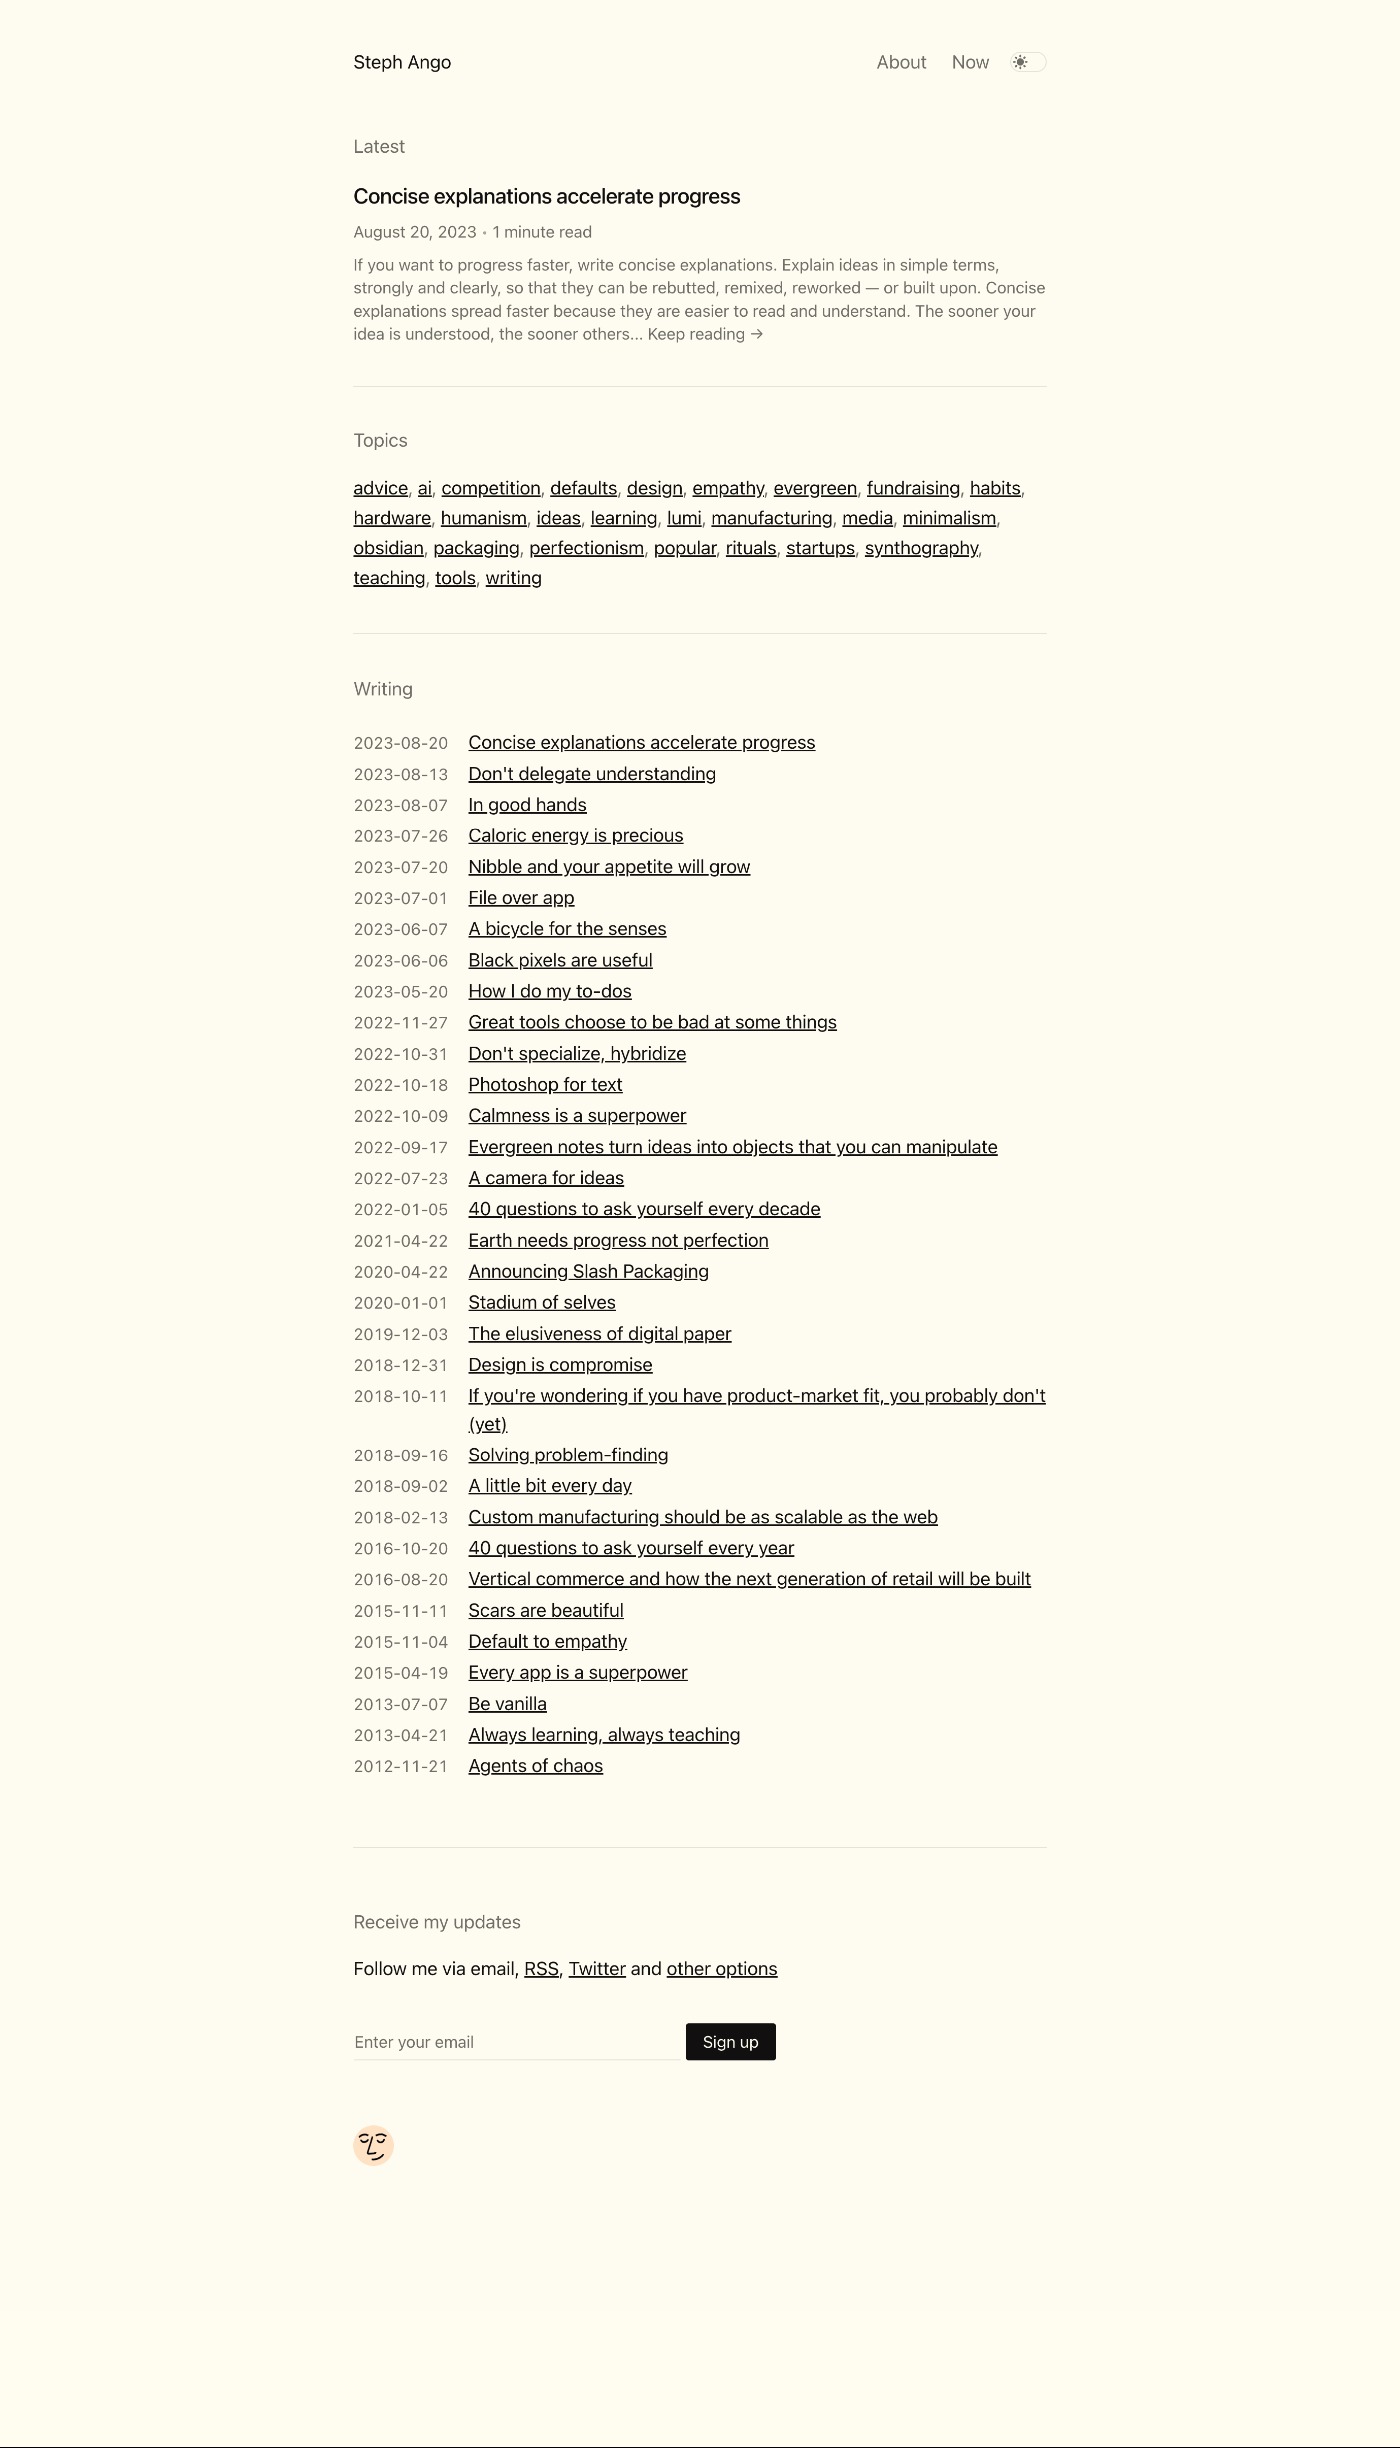 Steph Ango
About Now
Latest
Concise explanations accelerate progress
August 20, 2023 • 1 minute read
If you want to progress faster, write concise explanations. Explain ideas in simple terms,
strongly and clearly, so that they can be rebutted, remixed, reworked — or built upon. Concise
explanations spread faster because they are easier to read and understand. The sooner your
idea is understood, the sooner others... Keep reading →
Topics
advice, ai, competition, defaults, design, empathy, evergreen, fundraising, habits,
hardware, humanism, ideas, learning, lumi, manufacturing, media, minimalism,
obsidian, packaging, perfectionism, popular, rituals, startups, synthography,
teaching, tools, writing
Writing
2023-08-20 Concise explanations accelerate progress
2023-08-13 Don't delegate understanding
2023-08-07 In good hands
2023-07-26 Caloric energy is precious
2023-07-20 Nibble and your appetite will grow
2023-07-01 File over app
2023-06-07 A bicycle for the senses
2023-06-06 Black pixels are useful
2023-05-20 How I do my to-dos
2022-11-27 Great tools choose to be bad at some things
2022-10-31 Don't specialize, hybridize
2022-10-18 Photoshop for text
2022-10-09 Calmness is a superpower
2022-09-17 Evergreen notes turn ideas into objects that you can manipulate
2022-07-23 A camera for ideas
2022-01-05 40 questions to ask yourself every decade
2021-04-22 Earth needs progress not perfection
2020-04-22 Announcing Slash Packaging
2020-01-01 Stadium of selves
2019-12-03 The elusiveness of digital paper
2018-12-31 Design is compromise
2018-10-11 If you're wondering if you have product-market fit, you probably don't
(yet)
2018-09-16 Solving problem-finding
2018-09-02 A little bit every day
2018-02-13 Custom manufacturing should be as scalable as the web
2016-10-20 40 questions to ask yourself every year
2016-08-20 Vertical commerce and how the next generation of retail will be built
2015-11-11 Scars are beautiful
2015-11-04 Default to empathy
2015-04-19 Every app is a superpower
2013-07-07 Be vanilla
2013-04-21 Always learning, always teaching
2012-11-21 Agents of chaos
Receive my updates
Follow me via email, RSS, Twitter and other options
Enter your email Sign up